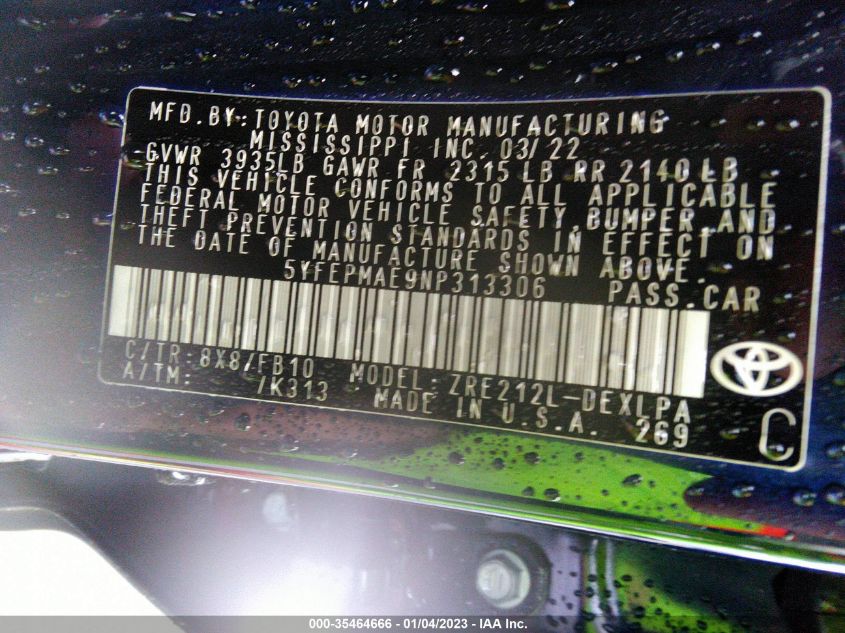 MFD.BY:TOYOTA MOTOR MANUFACTURING
MISSISSIPPI INC. 03/22
GVWR 3935LB GAWR FR 2315 LB RR 2140 LB
THIS VEHICLE CONFORMS TO ALL APPLICABLE
FEDERAL MOTOR VEHICLE SAFETY,BUMPER,AND
THEFT PREVENTION STANDARDS IN EFFECT ON
THE DATE OF MANUFACTURE SHOWN ABOVE.
5YFEPMAE9NP313306 PASS.CAR
C/TR:8X8/FB10 MODEL:ZRE212L-DEXLPA
A/TM: /K313 MADE IN U.S.A. 269
C
000-35464666 - 01/04/2023 - IAA Inc.